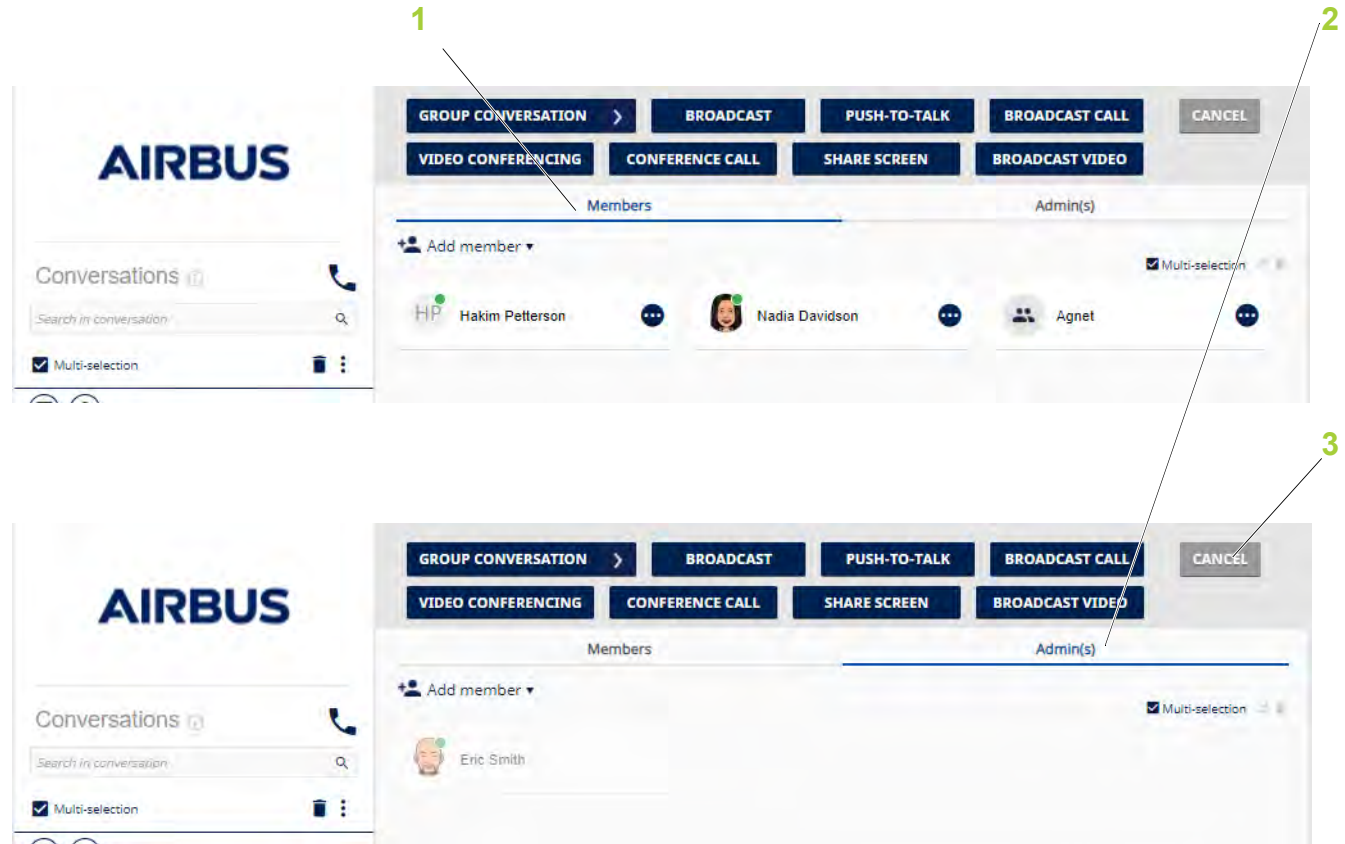 1
2
GROUP CONVERSATION
BROADCAST
PUSH-TO-TALK
BROADCAST CALL
CANCEL
AIRBUS
VIDEO CONFERENCING
CONFERENCE CALL
SHARE SCREEN
BROADCAST VIDEO
Members
Admin(s)
Add member
Conversations
Multi-selection
Search in conversation
HP
Hakim Petterson
Nadia Davidson
Agnet
Multi-selection
3
GROUP CONVERSATION
BROADCAST
PUSH-TO-TALK
BROADCAST CALL
CANCEL
AIRBUS
VIDEO CONFERENCING
CONFERENCE CALL
SHARE SCREEN
BROADCAST VIDEO
Members
Admin(s)
Add member
Conversations
Multi-selection
Search in conversation
Eric Smith
Multi-selection